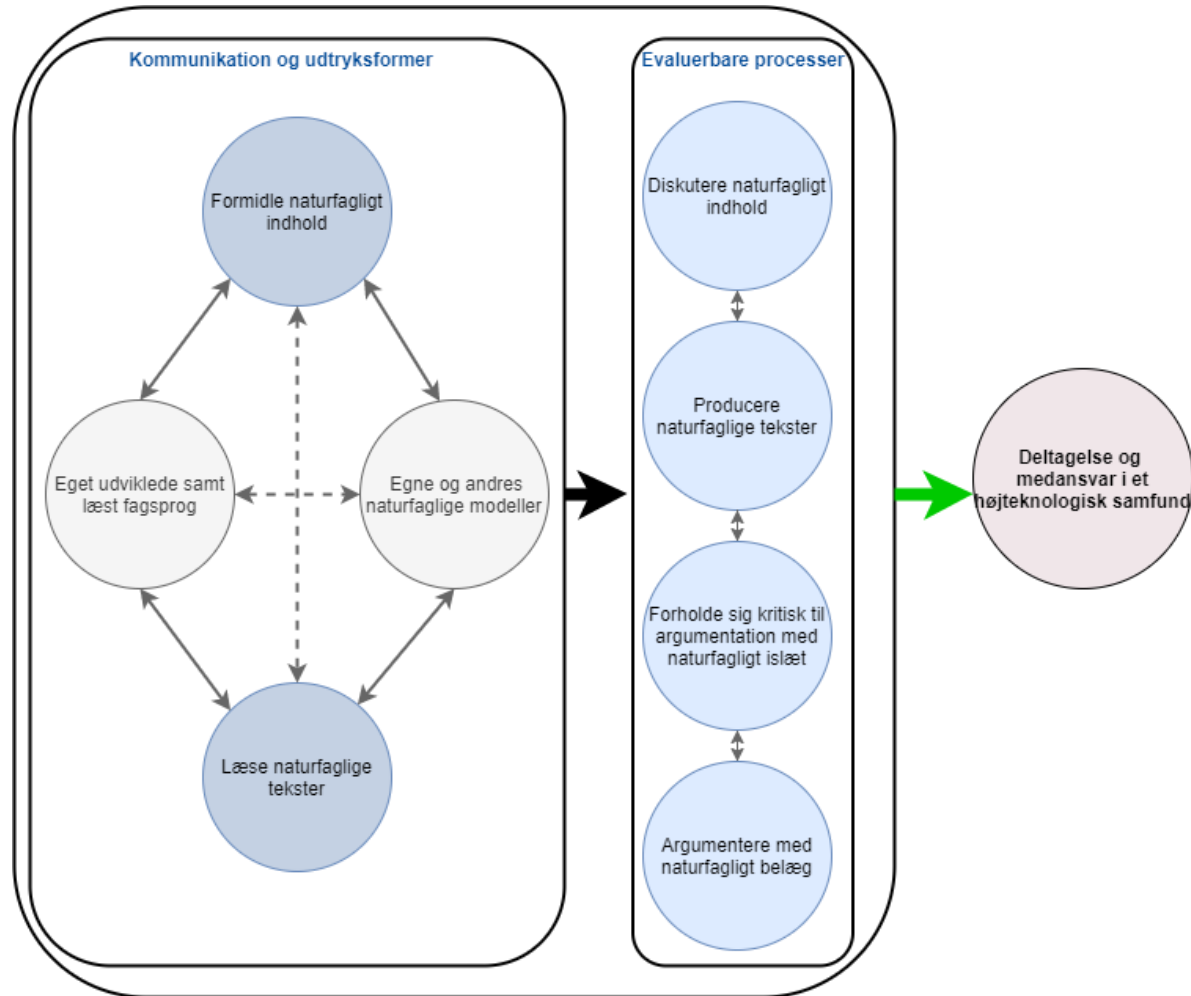 Kommunikation og udtryksformer
Formidle naturfagligt
indhold
Eget udviklede samt
læst fagsprog
Egne og andres
naturfaglige modeller
Læse naturfaglige
tekster
Evaluerbare processer
Diskutere naturfagligt
indhold
Producere
naturfaglige tekster
Forholde sig kritisk til
argumentation med
naturfagligt islæt
Argumentere med
naturfagligt belæg
Deltagelse og
medansvar i et
højteknologisk samfund